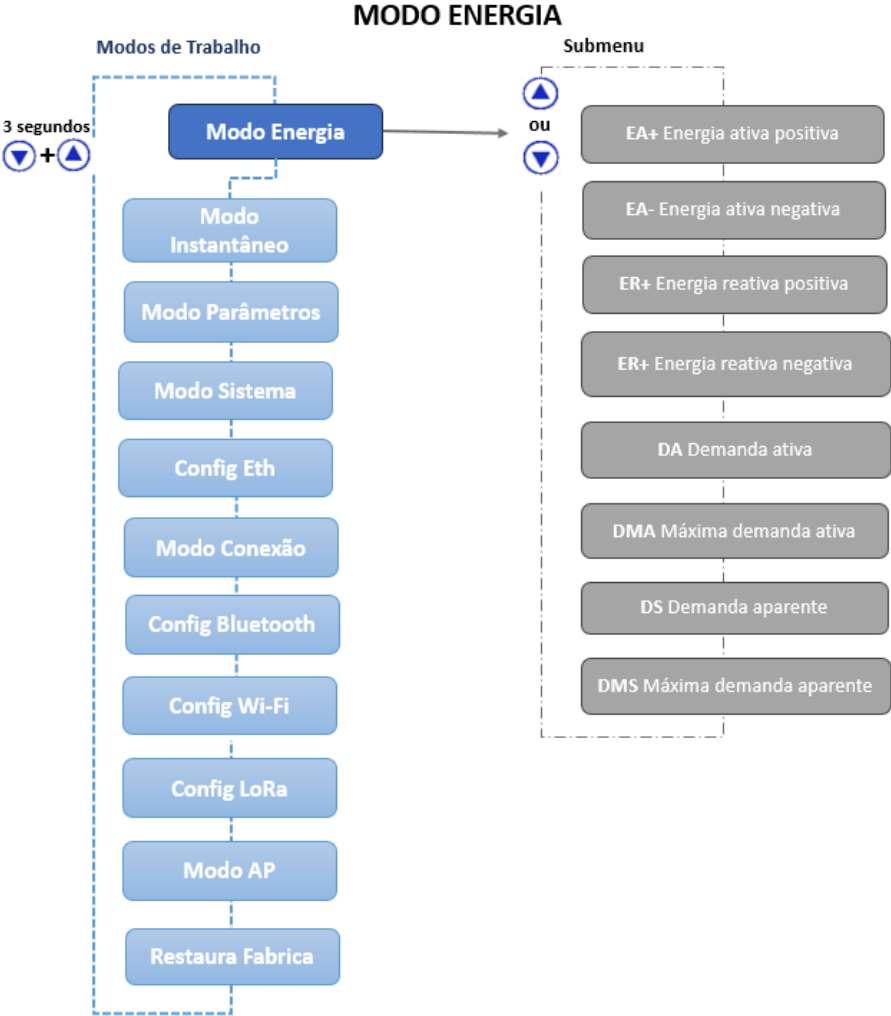 MODO ENERGIA
Modos de Trabalho
Submenu
3 segundos
+
ou
Modo Energia
Modo
Instantâneo
Modo Parâmetros
Modo Sistema
Config Eth
Modo Conexão
Config Bluetooth
Config Wi-Fi
Config LoRa
Modo AP
Restaura Fabrica
EA+ Energia ativa positiva
EA- Energia ativa negativa
ER+ Energia reativa positiva
ER+ Energia reativa negativa
DA Demanda ativa
DMA Máxima demanda ativa
DS Demanda aparente
DMS Máxima demanda aparente